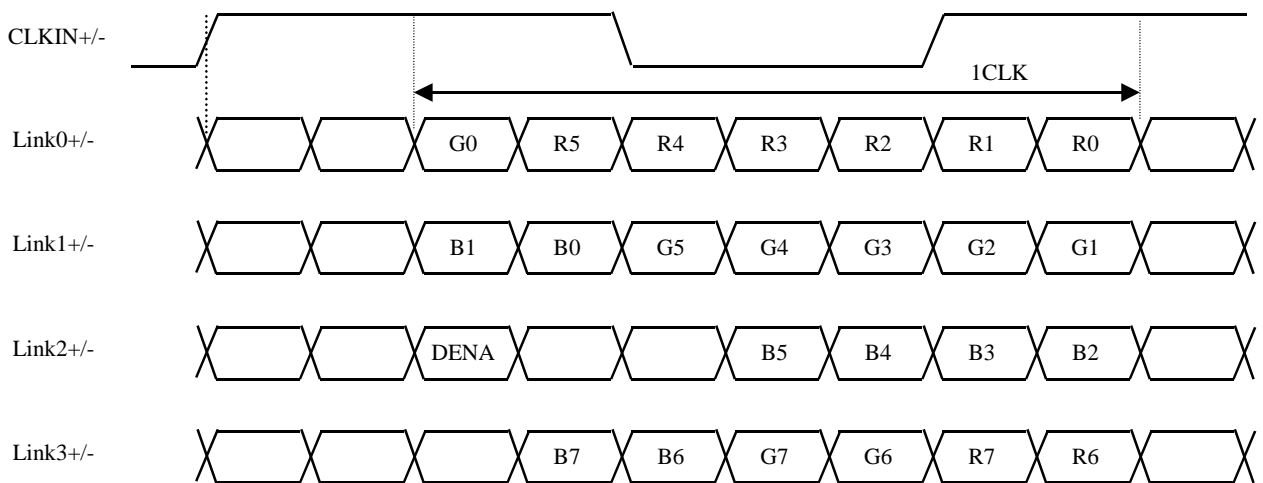 CLKIN+/-
1CLK
Link0+/- G0 R5 R4 R3 R2 R1 R0
Link1+/- B1 B0 G5 G4 G3 G2 G1
Link2+/- DENA B5 B4 B3 B2
Link3+/- B7 B6 G7 G6 R7 R6